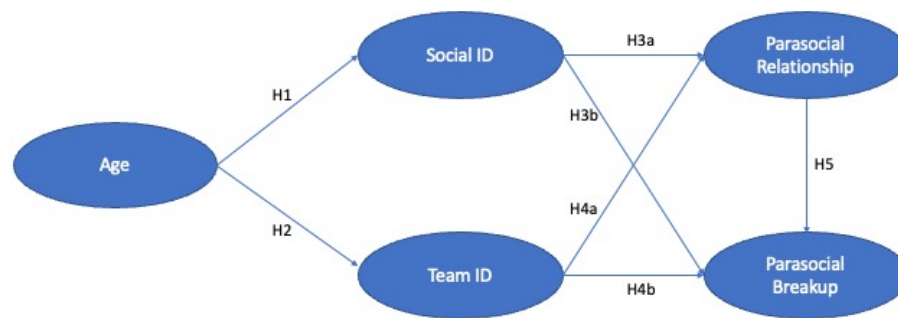 Social ID
H3a
Parasocial
Relationship
H1
H3b
Age
H5
H2
H4a
Team ID
H4b
Parasocial
Breakup